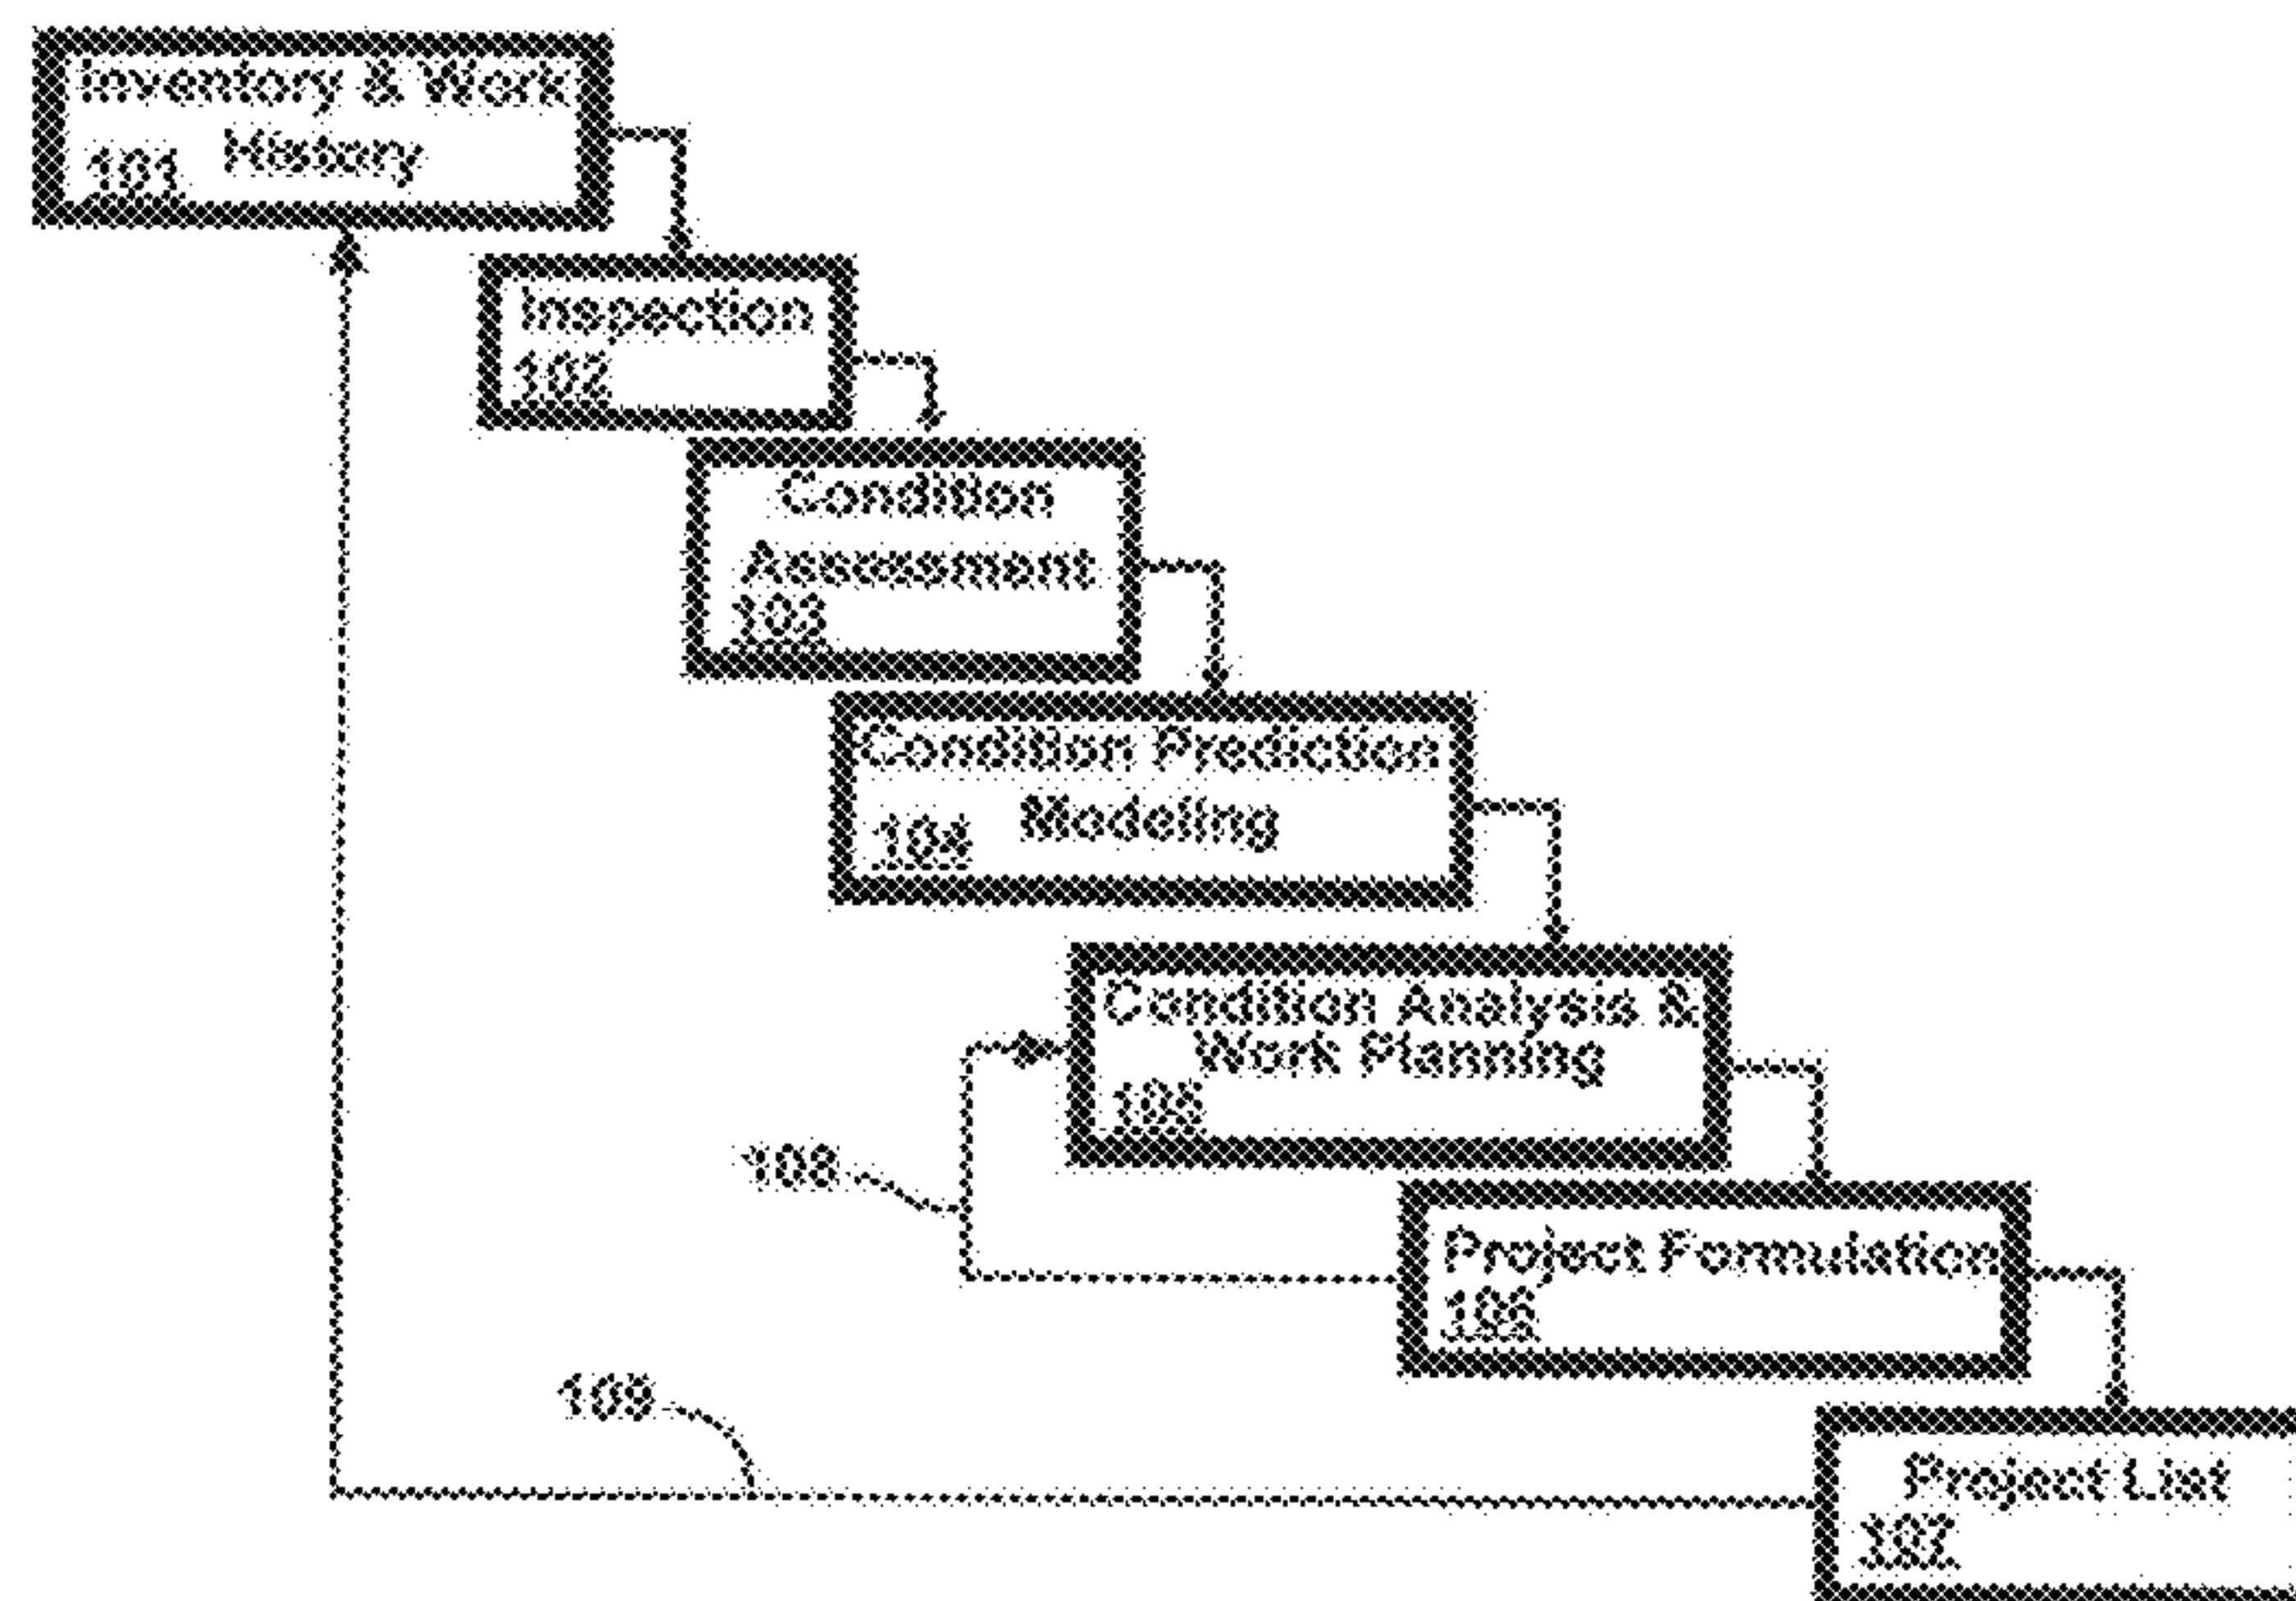 Inventory & Work
History
101
Inspection
102
Condition
Assessment
103
Condition Prediction
Modeling
104
Condition Analysis &
Work Planning
105
108
Project Formulation
106
109
Project List
107